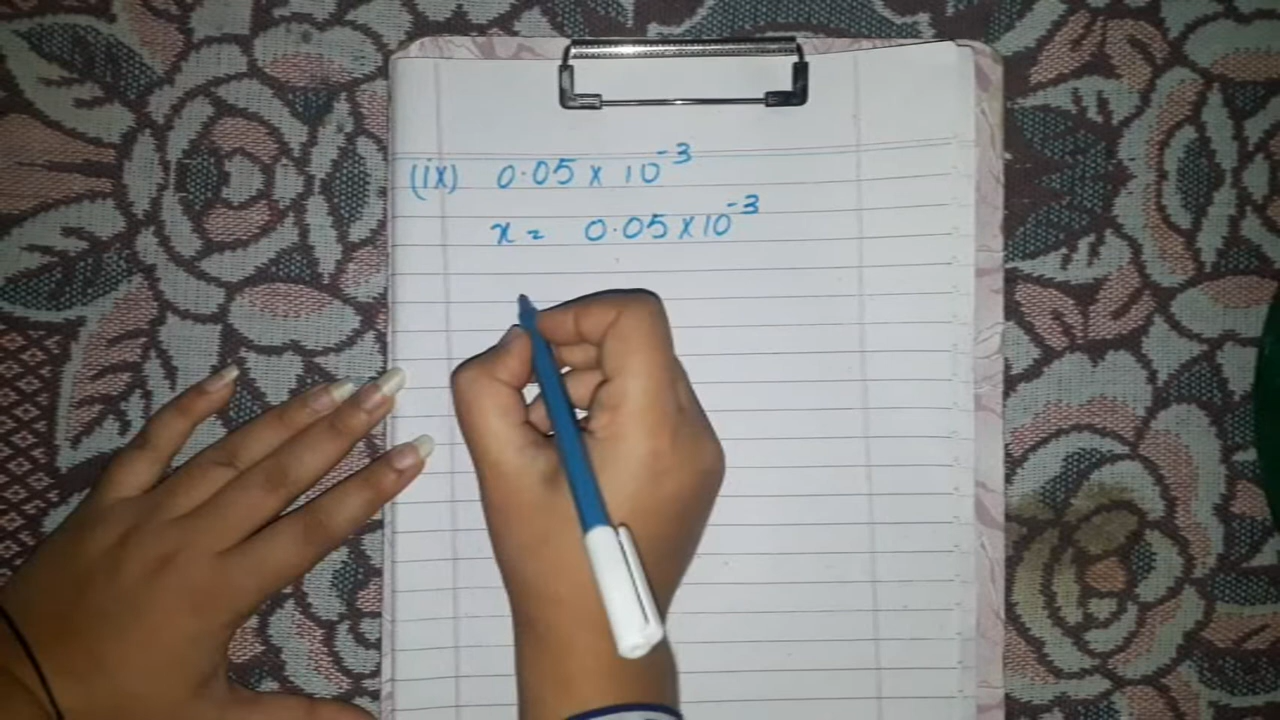 (ix) 0.05 × 10⁻³
x = 0.05 × 10⁻³